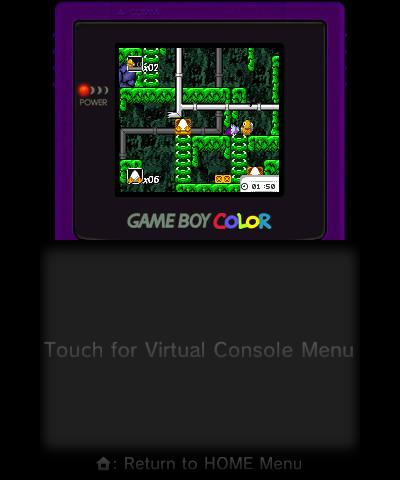 x02
POWER
x06
01:50
GAME BOY COLOR
Touch for Virtual Console Menu
: Return to HOME Menu